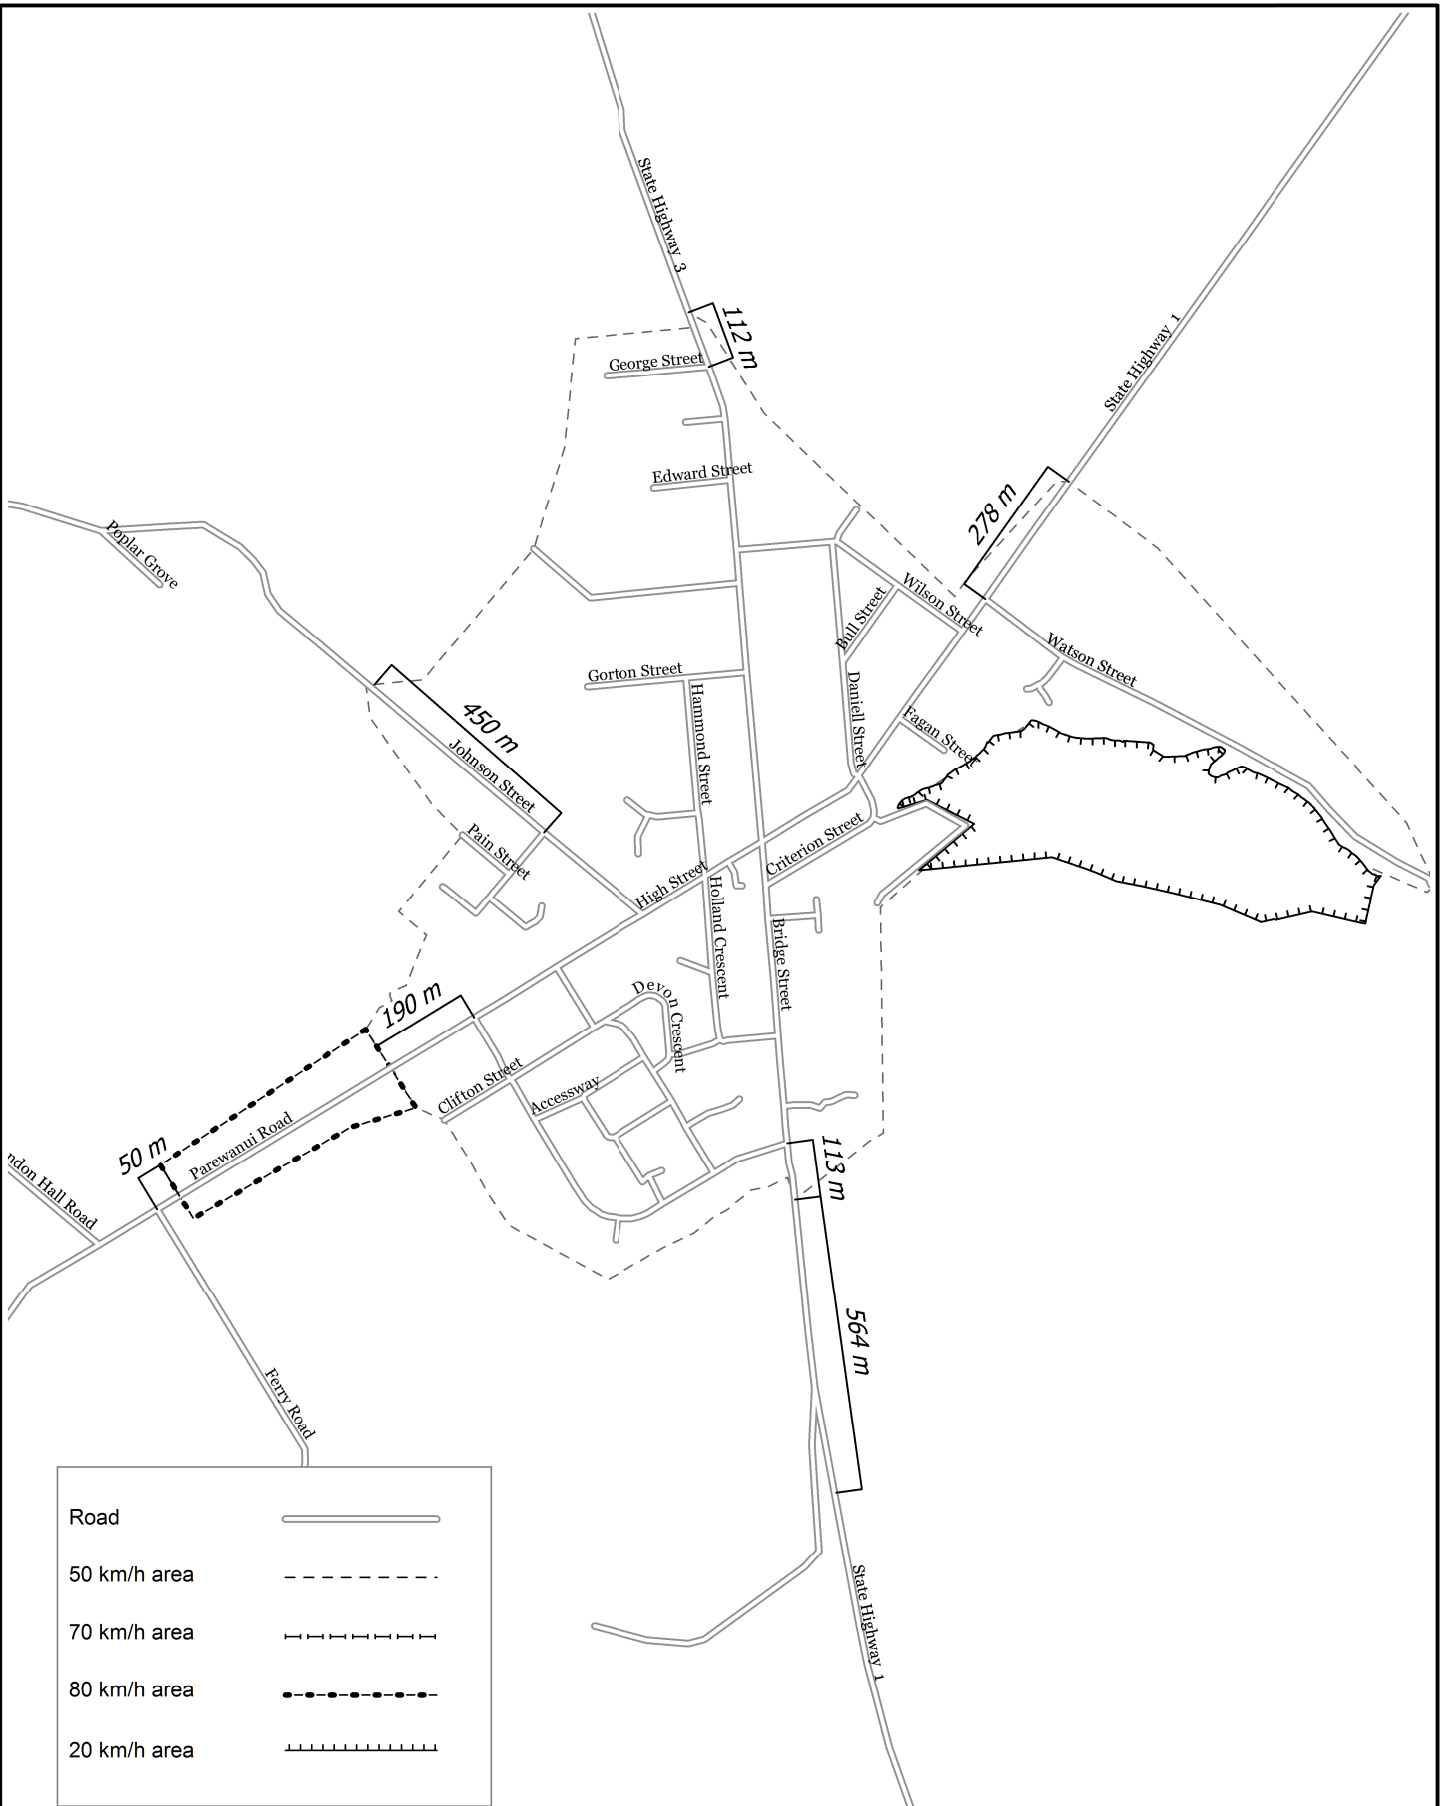 State Highway 3
112 m
George Street
State Highway 1
Edward Street
278 m
Poplar Grove
Wilson Street
Bull Street
Watson Street
Gorton Street
Hammond Street
Daniell Street
450 m
Johnson Street
Fagan Street
Pain Street
Criterion Street
High Street
Holland Crescent
Bridge Street
190 m
Devon Crescent
Clifton Street
Accessway
50 m
Parewanui Road
113 m
ndon Hall Road
564 m
Ferry Road
State Highway 1
Road
50 km/h area
70 km/h area
80 km/h area
20 km/h area